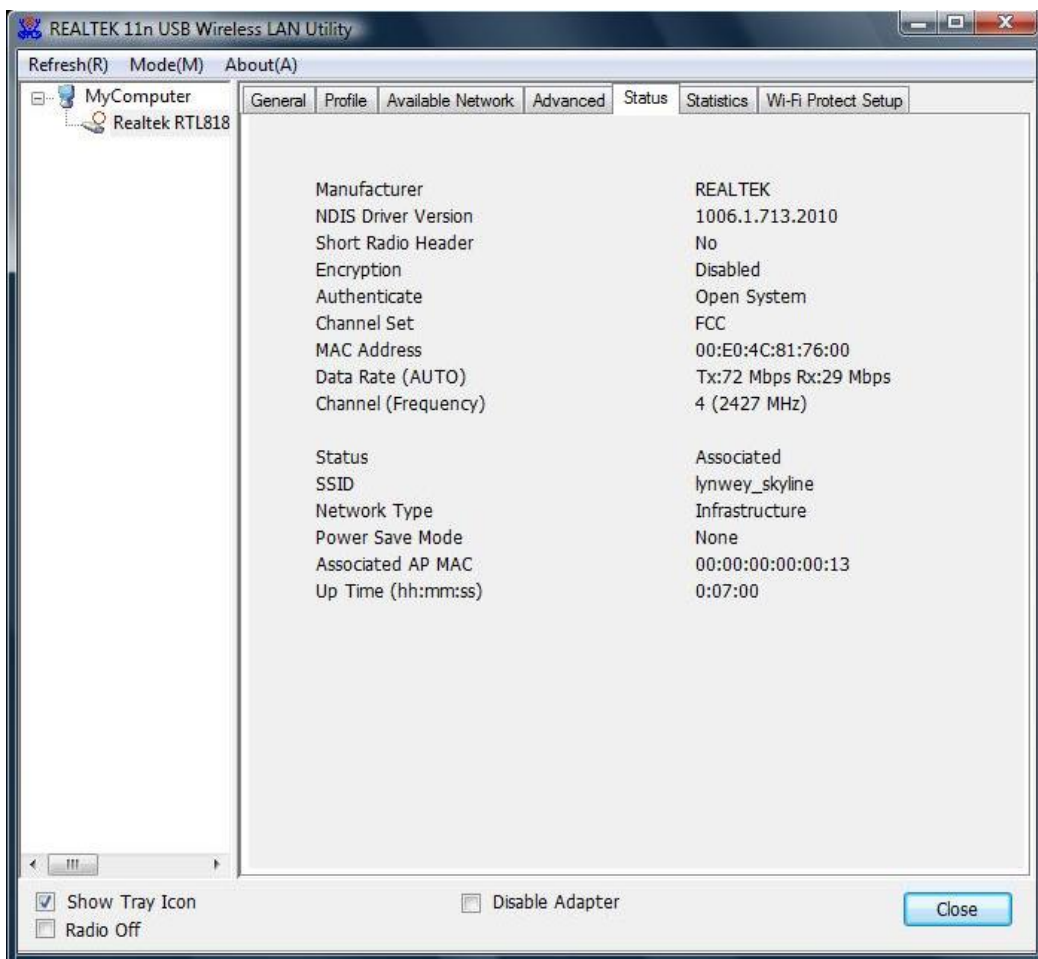 REALTEK 11n USB Wireless LAN Utility
Refresh(R) Mode(M) About(A)
MyComputer
Realtek RTL818
General Profile Available Network Advanced Status Statistics Wi-Fi Protect Setup
Manufacturer REALTEK
NDIS Driver Version 1006.1.713.2010
Short Radio Header No
Encryption Disabled
Authenticate Open System
Channel Set FCC
MAC Address 00:E0:4C:81:76:00
Data Rate (AUTO) Tx:72 Mbps Rx:29 Mbps
Channel (Frequency) 4 (2427 MHz)
Status Associated
SSID lynwey_skyline
Network Type Infrastructure
Power Save Mode None
Associated AP MAC 00:00:00:00:00:13
Up Time (hh:mm:ss) 0:07:00
Show Tray Icon Disable Adapter
Radio Off
Close